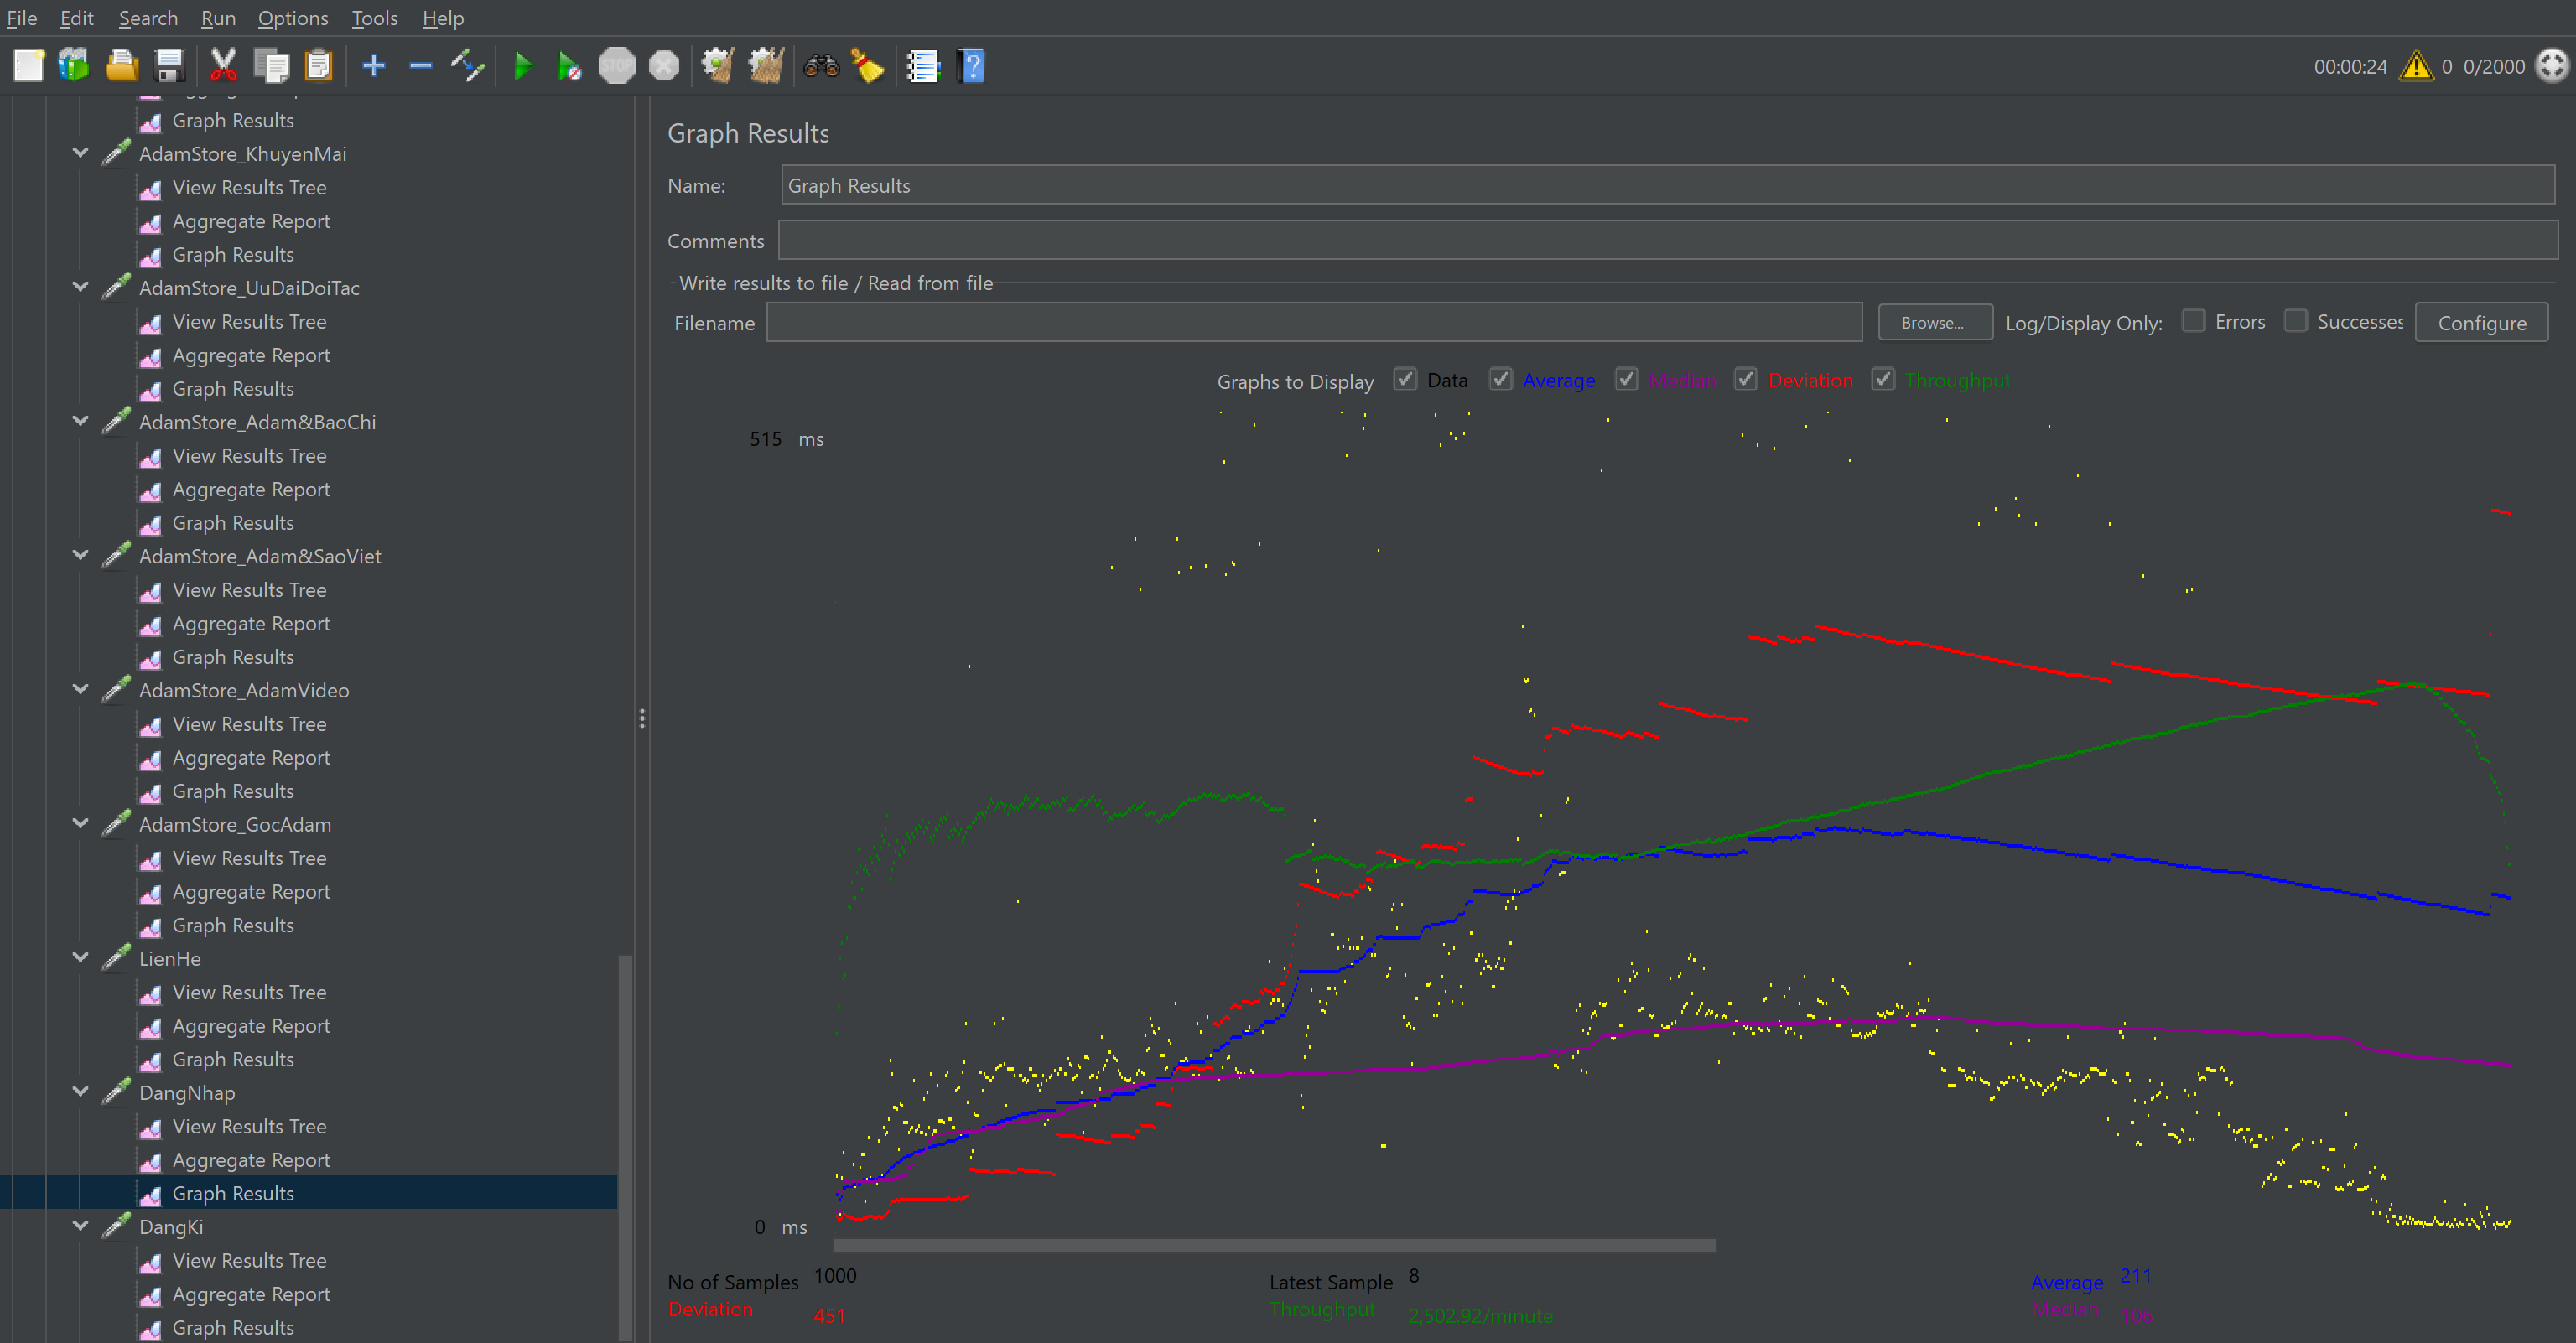 File Edit Search Run Options Tools Help
STOP
00:00:24 0 0/2000
Graph Results
AdamStore_KhuyenMai
View Results Tree
Aggregate Report
Graph Results
AdamStore_UuDaiDoiTac
View Results Tree
Aggregate Report
Graph Results
AdamStore_Adam&BaoChi
View Results Tree
Aggregate Report
Graph Results
AdamStore_Adam&SaoViet
View Results Tree
Aggregate Report
Graph Results
AdamStore_AdamVideo
View Results Tree
Aggregate Report
Graph Results
AdamStore_GocAdam
View Results Tree
Aggregate Report
Graph Results
LienHe
View Results Tree
Aggregate Report
Graph Results
DangNhap
View Results Tree
Aggregate Report
Graph Results
DangKi
View Results Tree
Aggregate Report
Graph Results
Graph Results
Name: Graph Results
Comments:
Write results to file / Read from file
Filename Browse... Log/Display Only: Errors Successes Configure
Graphs to Display Data Average Median Deviation Throughput
515 ms
0 ms
No of Samples 1000 Latest Sample 8 Average 211
Deviation 451 Throughput 2,502.92/minute Median 106